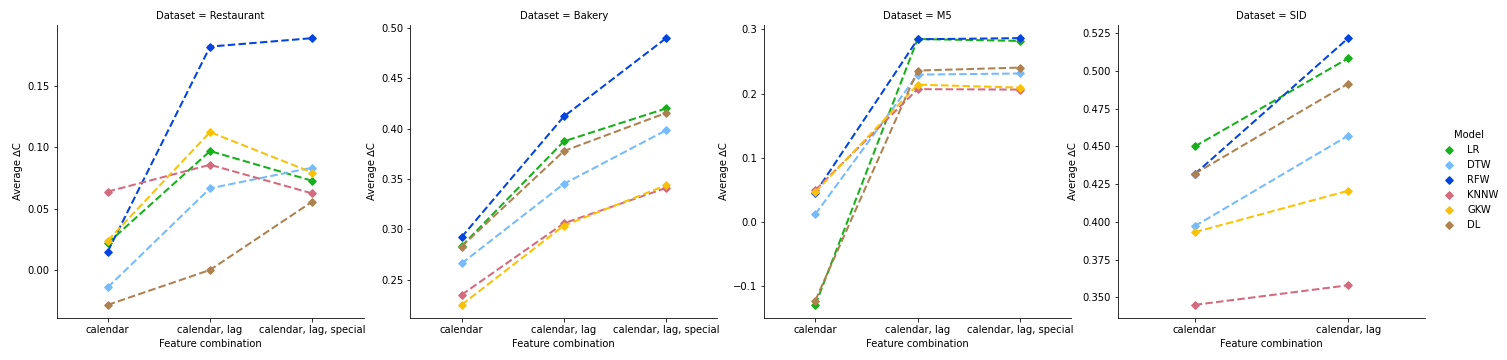 Dataset = Restaurant
Average ΔC
0.15
0.10
0.05
0.00
calendar
calendar, lag
calendar, lag, special
Feature combination
Dataset = Bakery
Average ΔC
0.50
0.45
0.40
0.35
0.30
0.25
calendar
calendar, lag
calendar, lag, special
Feature combination
Dataset = M5
Average ΔC
0.3
0.2
0.1
0.0
−0.1
calendar
calendar, lag
calendar, lag, special
Feature combination
Dataset = SID
Average ΔC
0.525
0.500
0.475
0.450
0.425
0.400
0.375
0.350
calendar
calendar, lag
Feature combination
Model
LR
DTW
RFW
KNNW
GKW
DL